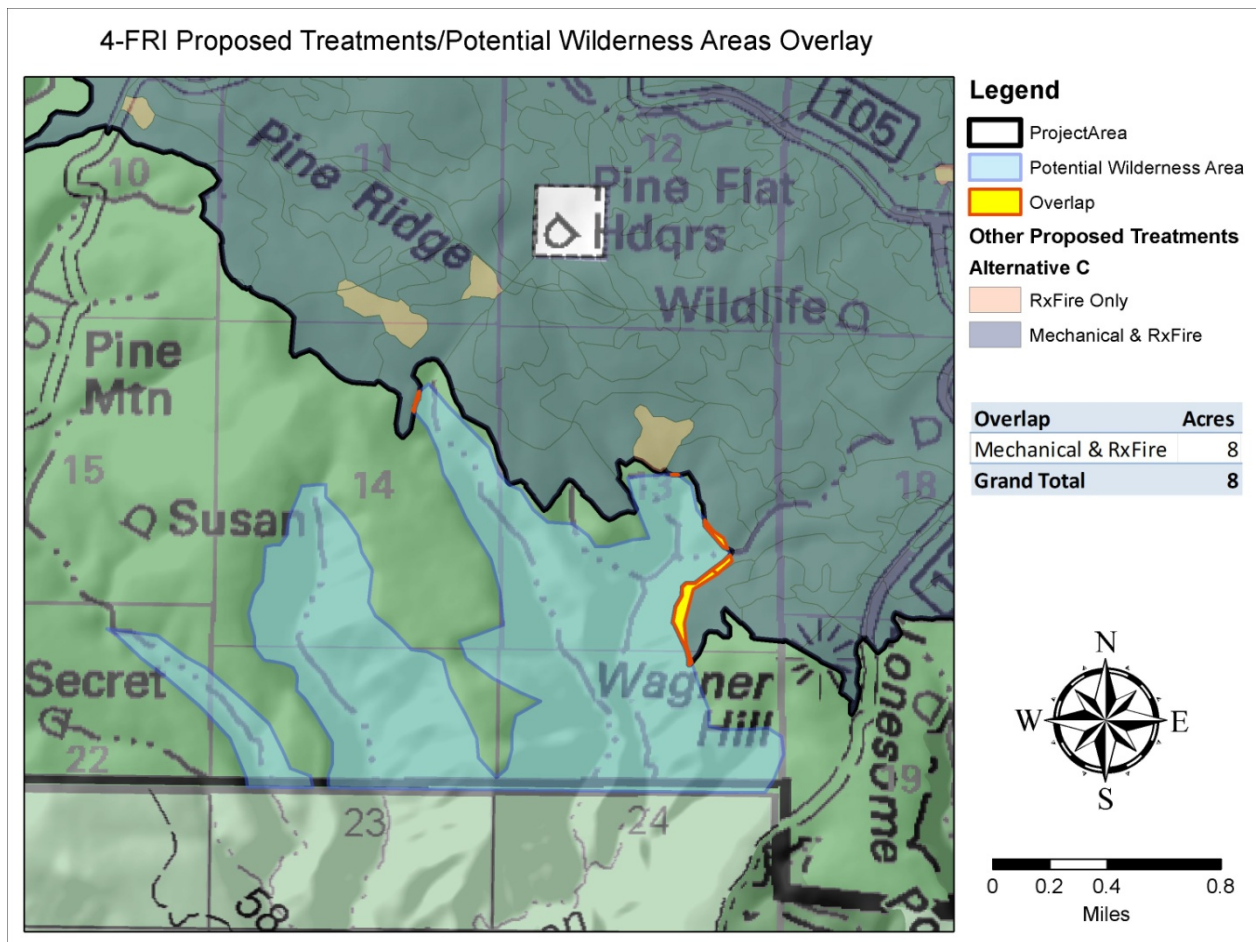 4-FRI Proposed Treatments/Potential Wilderness Areas Overlay
Legend
ProjectArea
Potential Wilderness Area
Overlap
Other Proposed Treatments
Alternative C
RxFire Only
Mechanical & RxFire
Overlap Acres
Mechanical & RxFire 8
Grand Total 8
N
W E
S
0 0.2 0.4 0.8
Miles
105
10
11
12
Pine Ridge
Pine Flat
Hdqrs
Wildlife
Pine
Mtn
15
14
13
18
Susan
Secret
22
Wagner
Hill
onesome
19
23
24
58